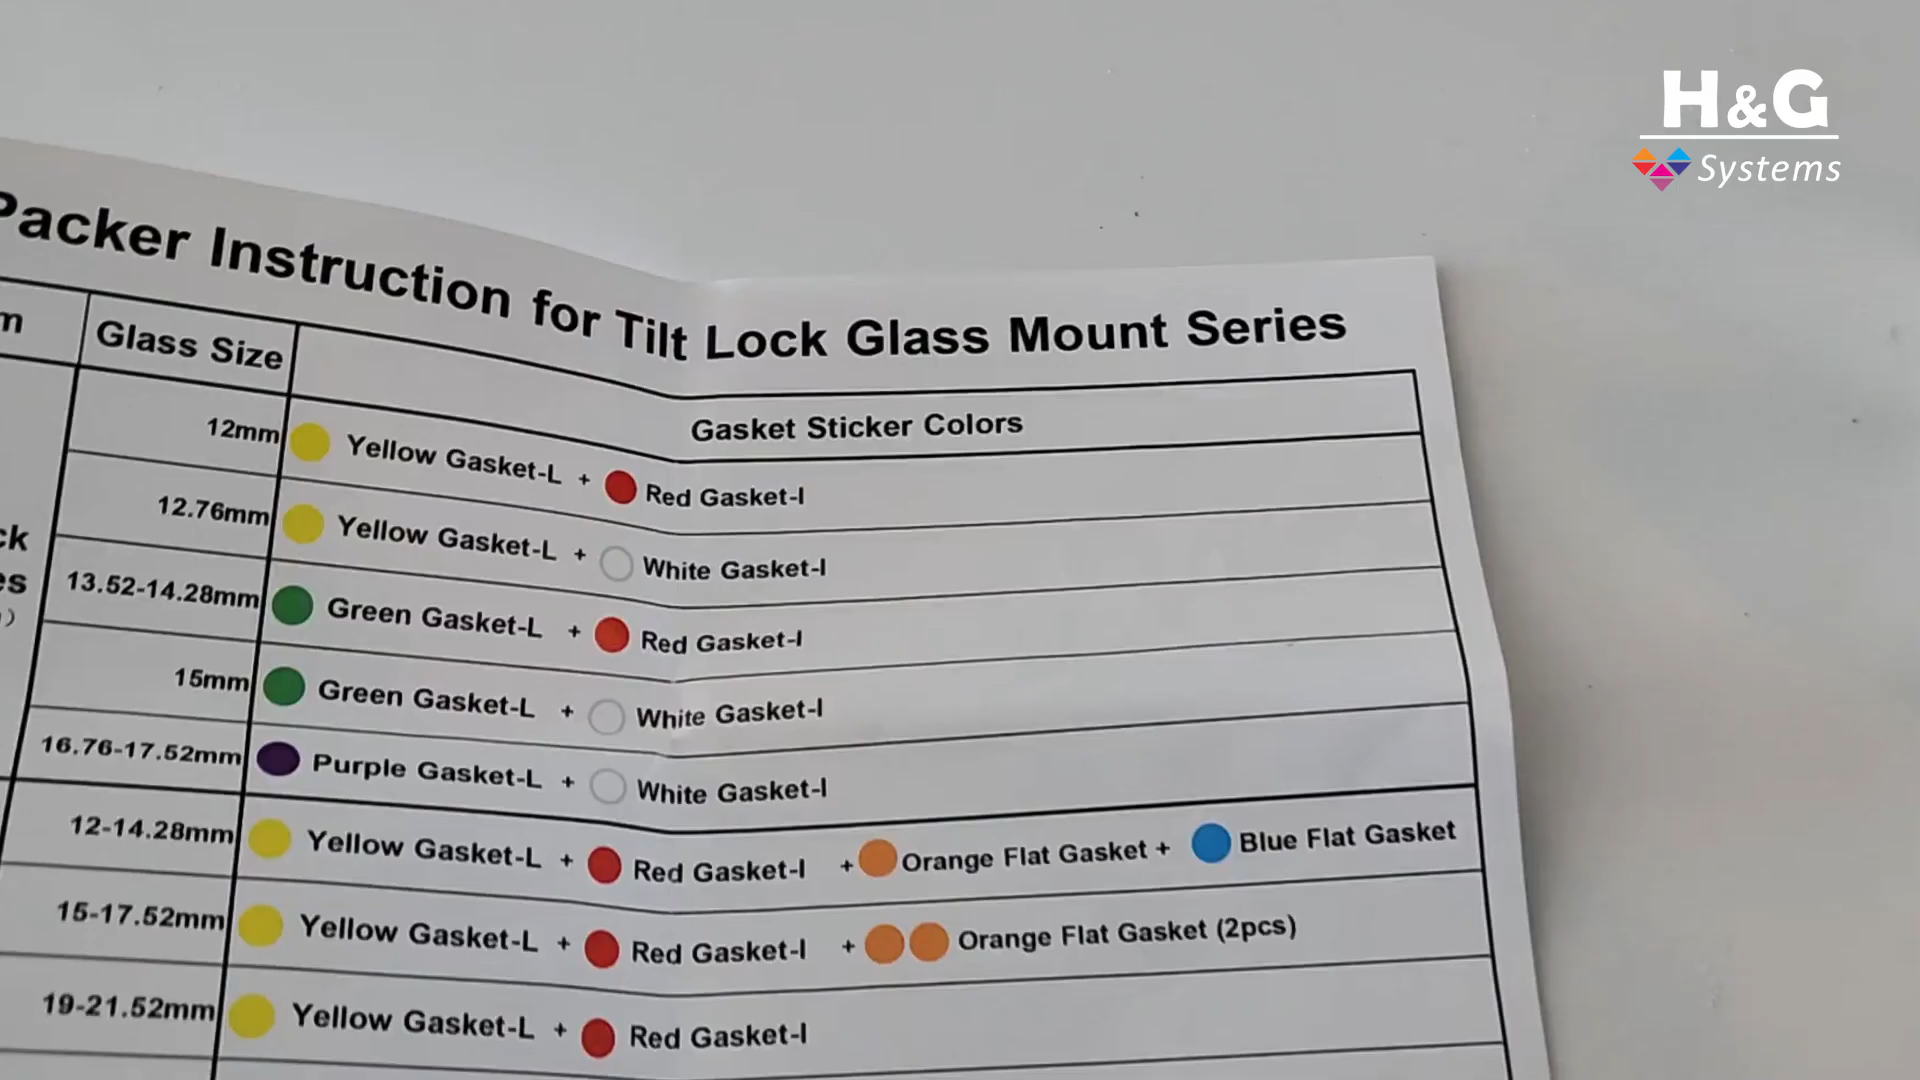 H&G
Systems
Packer Instruction for Tilt Lock Glass Mount Series
Glass Size
Gasket Sticker Colors
12mm Yellow Gasket-L + Red Gasket-I
12.76mm Yellow Gasket-L + White Gasket-I
13.52-14.28mm Green Gasket-L + Red Gasket-I
15mm Green Gasket-L + White Gasket-I
16.76-17.52mm Purple Gasket-L + White Gasket-I
12-14.28mm Yellow Gasket-L + Red Gasket-I + Orange Flat Gasket + Blue Flat Gasket
15-17.52mm Yellow Gasket-L + Red Gasket-I + Orange Flat Gasket (2pcs)
19-21.52mm Yellow Gasket-L + Red Gasket-I